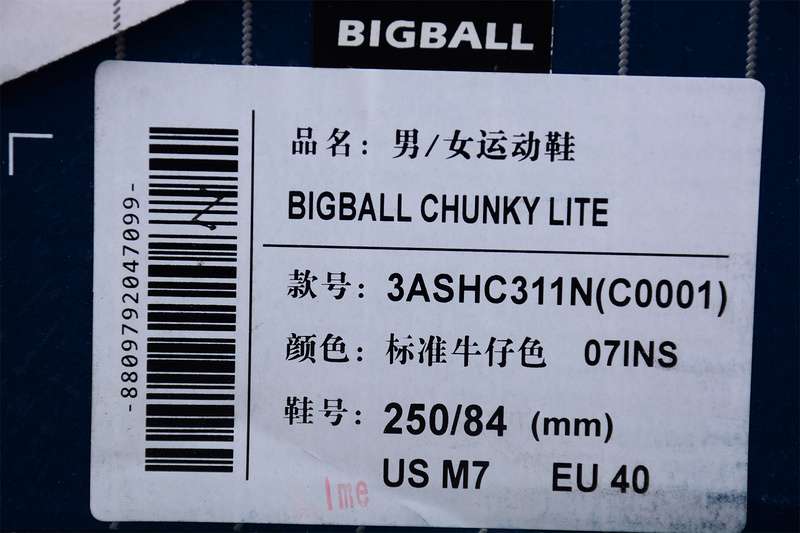 BIGBALL
品名：男/女运动鞋
BIGBALL CHUNKY LITE
款号：3ASHC311N(C0001)
颜色：标准牛仔色 07INS
鞋号：250/84 (mm)
US M7 EU 40
-8809792047099-